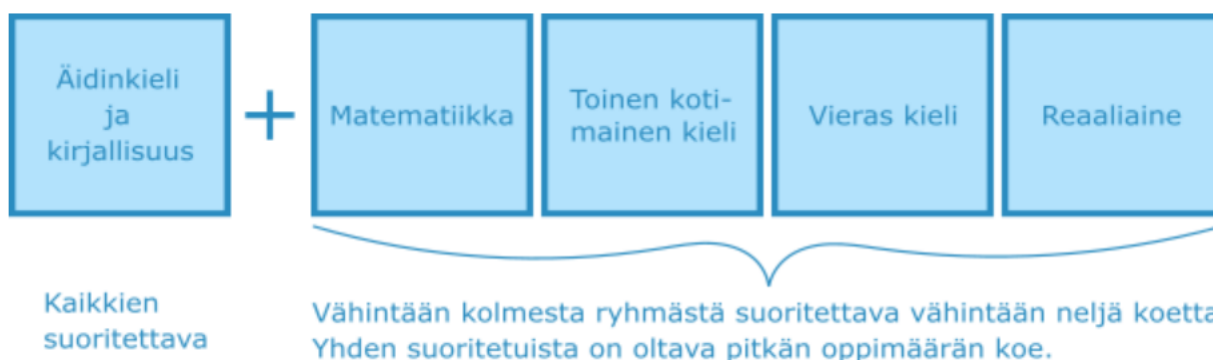 Äidinkieli
ja
kirjallisuus
+
Matematiikka
Toinen koti-
mainen kieli
Vieras kieli
Reaaliaine
Kaikkien
suoritettava
Vähintään kolmesta ryhmästä suoritettava vähintään neljä koetta
Yhden suoritetuista on oltava pitkän oppimäärän koe.